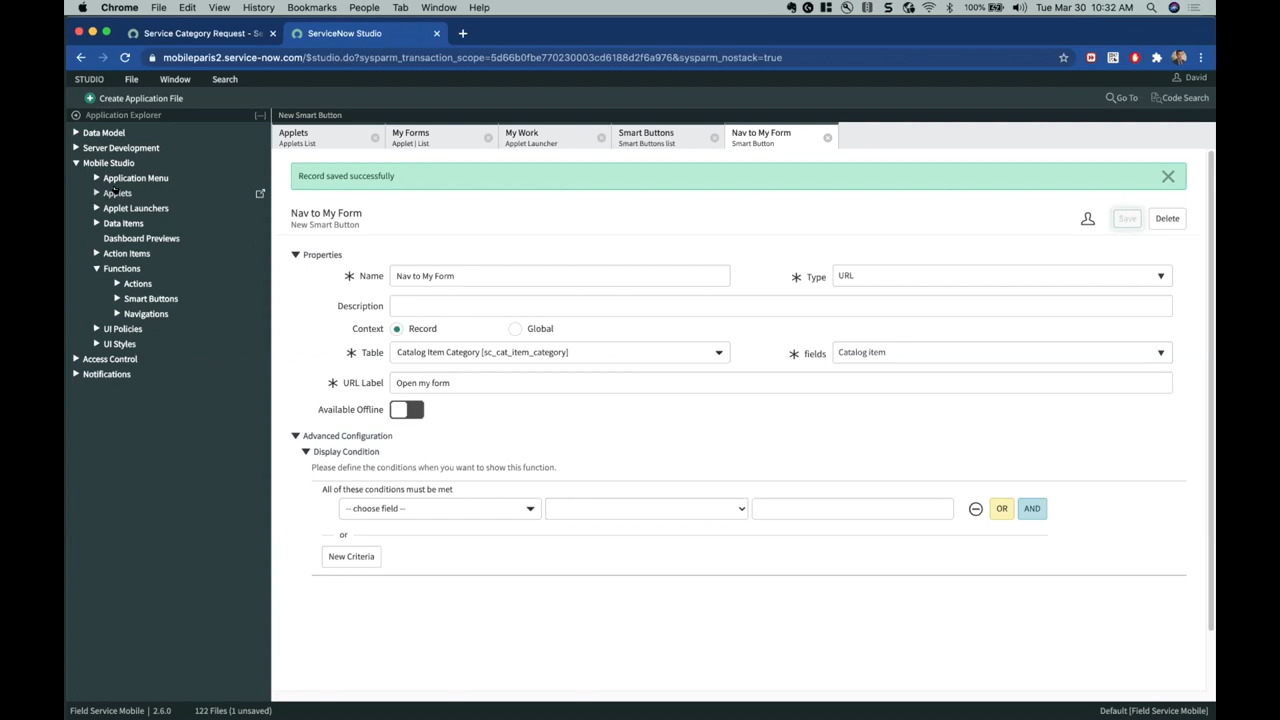 Chrome File Edit View History Bookmarks People Tab Window Help 100% Tue Mar 30 10:32 AM
Service Category Request - Se ServiceNow Studio
mobileparis2.service-now.com/$studio.do?sysparm_transaction_scope=5d66b0fbe770230003cd6188d2f6a976&sysparm_nostack=true
STUDIO File Window Search David
Create Application File Go To Code Search
Application Explorer New Smart Button
Data Model
Server Development
Mobile Studio
Application Menu
Applets
Applet Launchers
Data Items
Dashboard Previews
Action Items
Functions
Actions
Smart Buttons
Navigations
UI Policies
UI Styles
Access Control
Notifications
Applets My Forms My Work Smart Buttons Nav to My Form
Applets List Applet | List Applet Launcher Smart Buttons list Smart Button
Record saved successfully
Nav to My Form
New Smart Button
Save Delete
Properties
Name Nav to My Form Type URL
Description
Context Record Global
Table Catalog Item Category [sc_cat_item_category] fields Catalog item
URL Label Open my form
Available Offline
Advanced Configuration
Display Condition
Please define the conditions when you want to show this function.
All of these conditions must be met
-- choose field -- OR AND
or
New Criteria
Field Service Mobile | 2.6.0 122 Files (1 unsaved) Default [Field Service Mobile]